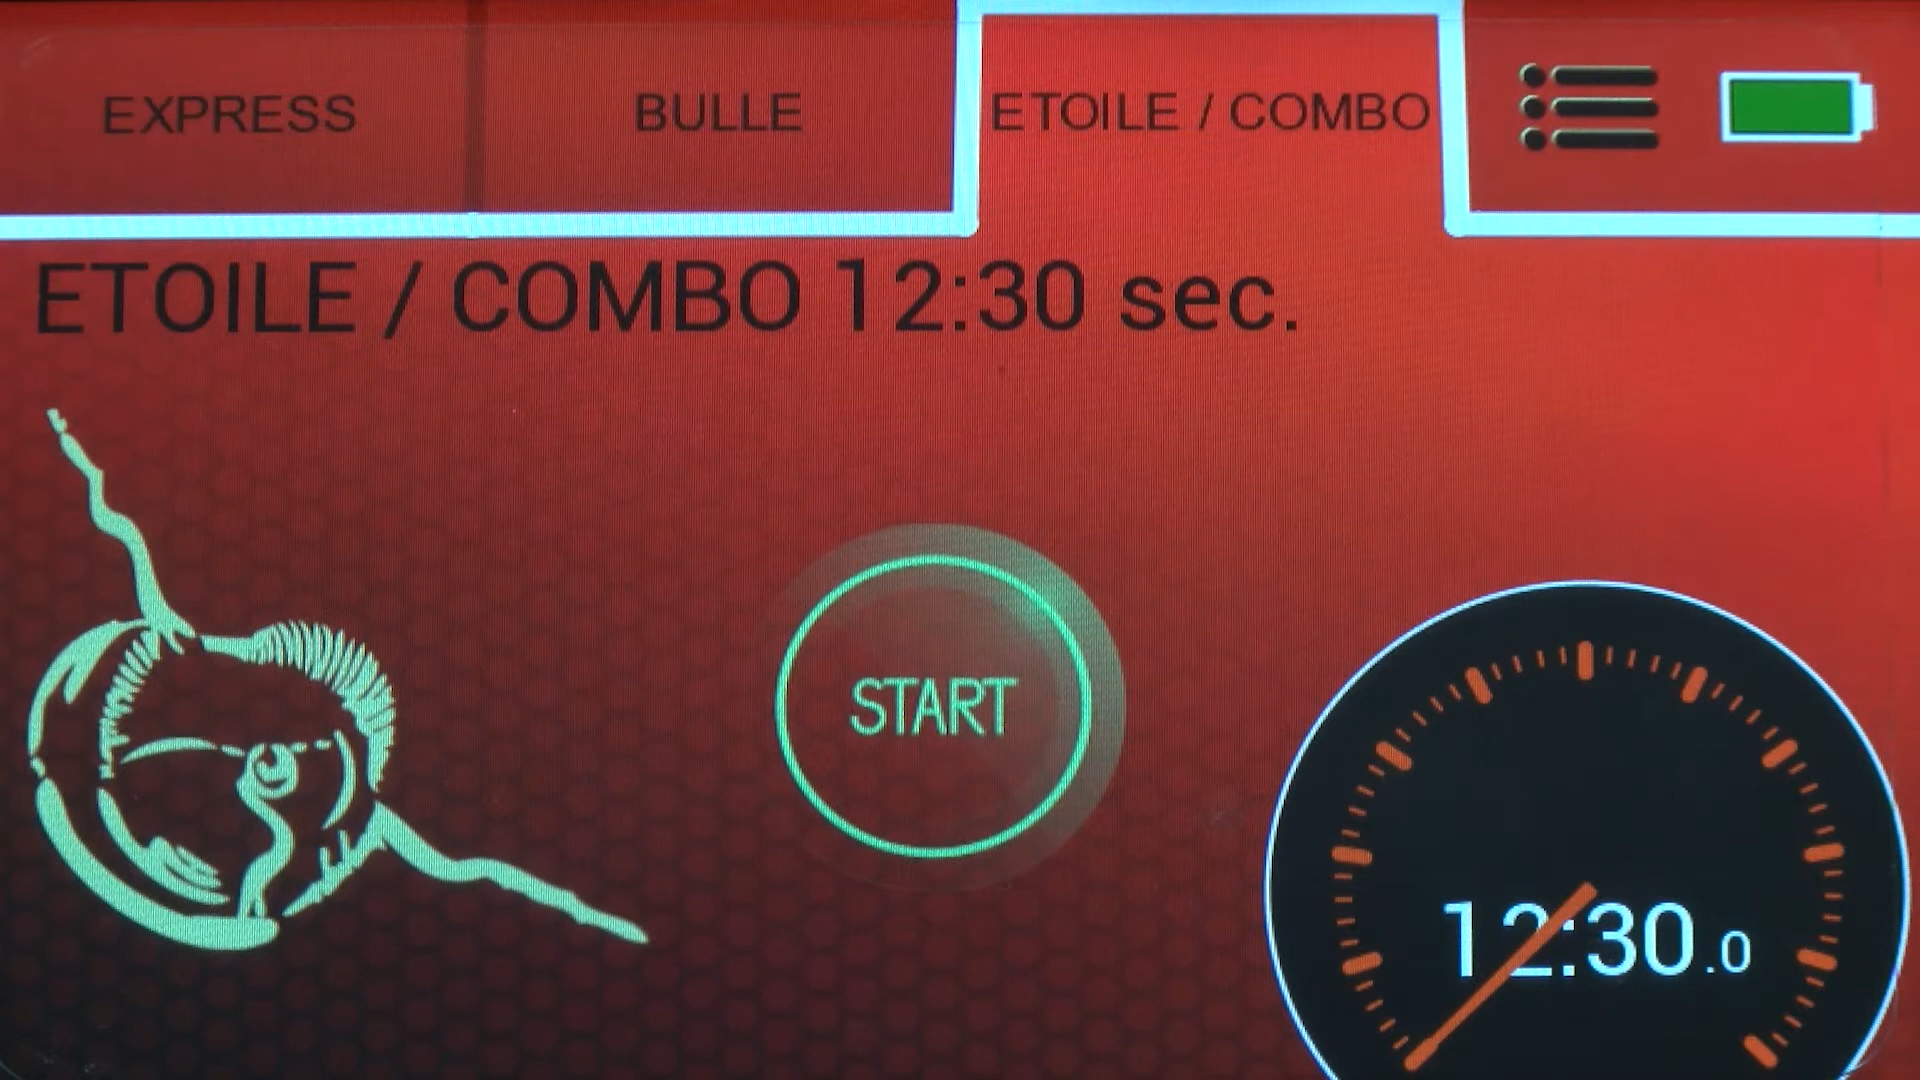 EXPRESS
BULLE
ETOILE / COMBO
ETOILE / COMBO 12:30 sec.
START
12:30.0